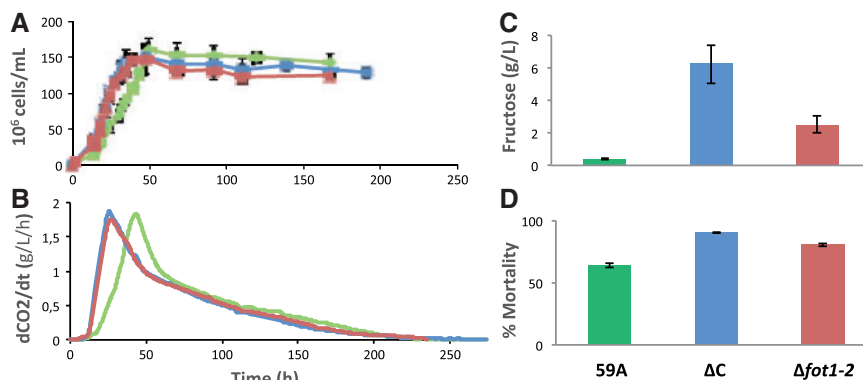 A
200
150
100
50
0
10⁶ cells/mL
0 50 100 150 200 250
B
2
1,5
1
0,5
0
dCO2/dt (g/L/h)
0 50 100 150 200 250
Time (h)
C
8
6
4
2
0
Fructose (g/L)
D
100
50
0
% Mortality
59A ΔC Δfot1-2